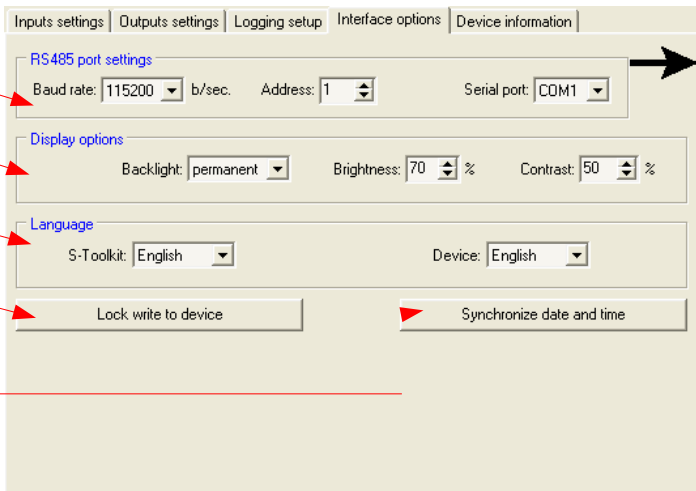 Inputs settings Outputs settings Logging setup Interface options Device information
RS485 port settings
Baud rate: 115200 b/sec. Address: 1 Serial port: COM1
Display options
Backlight: permanent Brightness: 70 % Contrast: 50 %
Language
S-Toolkit: English Device: English
Lock write to device Synchronize date and time